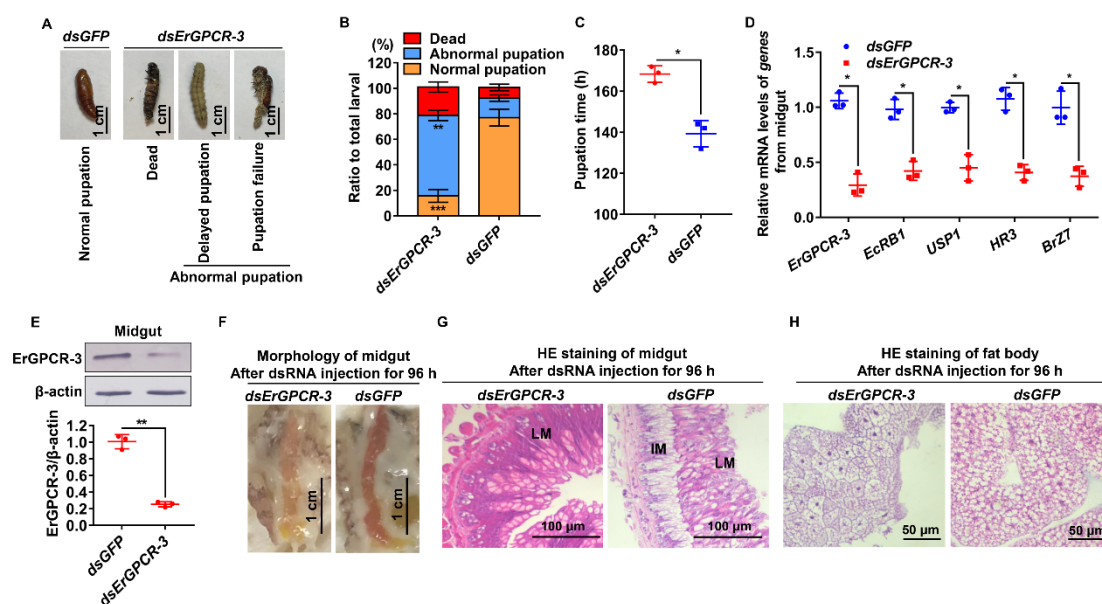 A
dsGFP
dsErGPCR-3
1 cm
1 cm
1 cm
1 cm
Nromal pupation
Dead
Delayed pupation
Pupation failure
Abnormal pupation
B
(%)
Dead
Abnormal pupation
Normal pupation
Ratio to total larval
120
100
80
60
40
20
0
**
***
dsErGPCR-3
dsGFP
C
Pupation time (h)
180
160
140
120
100
*
dsErGPCR-3
dsGFP
D
dsGFP
dsErGPCR-3
Relative mRNA levels of genes
from midgut
1.5
1.0
0.5
0.0
*
*
*
*
*
ErGPCR-3
EcRB1
USP1
HR3
BrZ7
E
Midgut
ErGPCR-3
β-actin
ErGPCR-3/β-actin
1.2
1.0
0.8
0.6
0.4
0.2
0
**
dsGFP
dsErGPCR-3
F
Morphology of midgut
After dsRNA injection for 96 h
dsErGPCR-3
dsGFP
1 cm
1 cm
G
HE staining of midgut
After dsRNA injection for 96 h
dsErGPCR-3
dsGFP
LM
IM
LM
100 μm
100 μm
H
HE staining of fat body
After dsRNA injection for 96 h
dsErGPCR-3
dsGFP
50 μm
50 μm